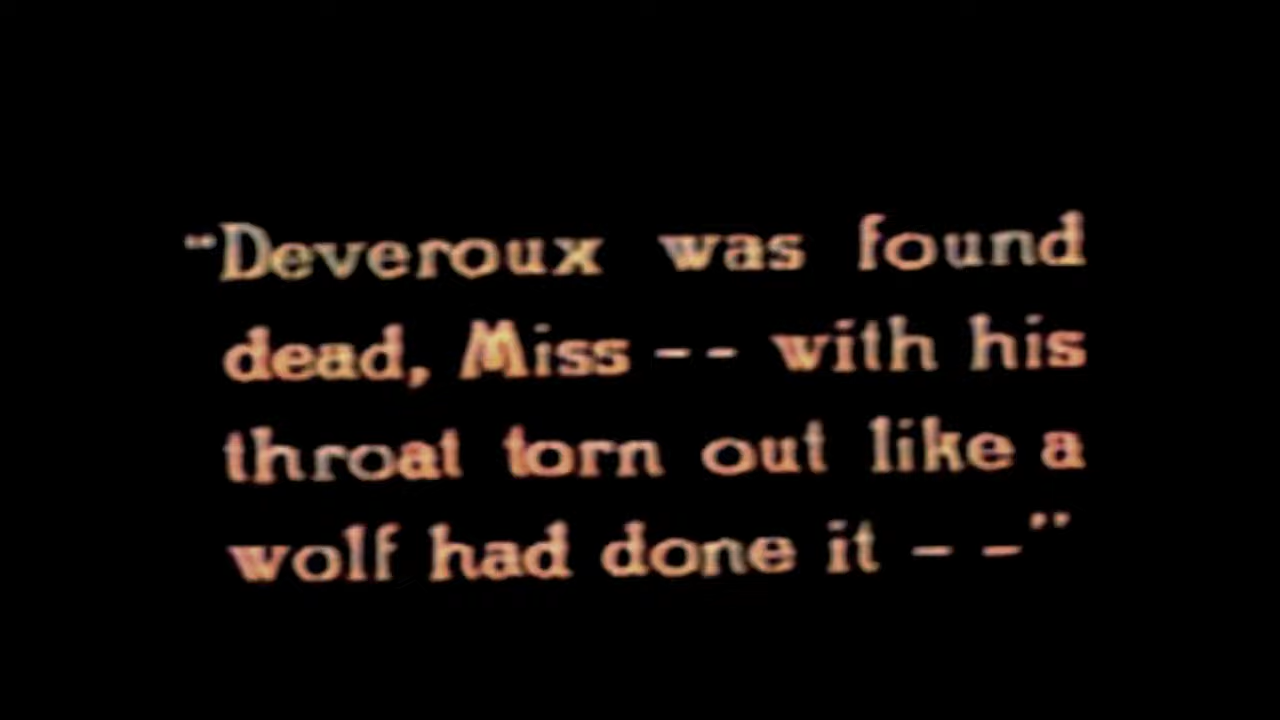 "Deveroux was found
dead, Miss -- with his
throat torn out like a
wolf had done it - -"